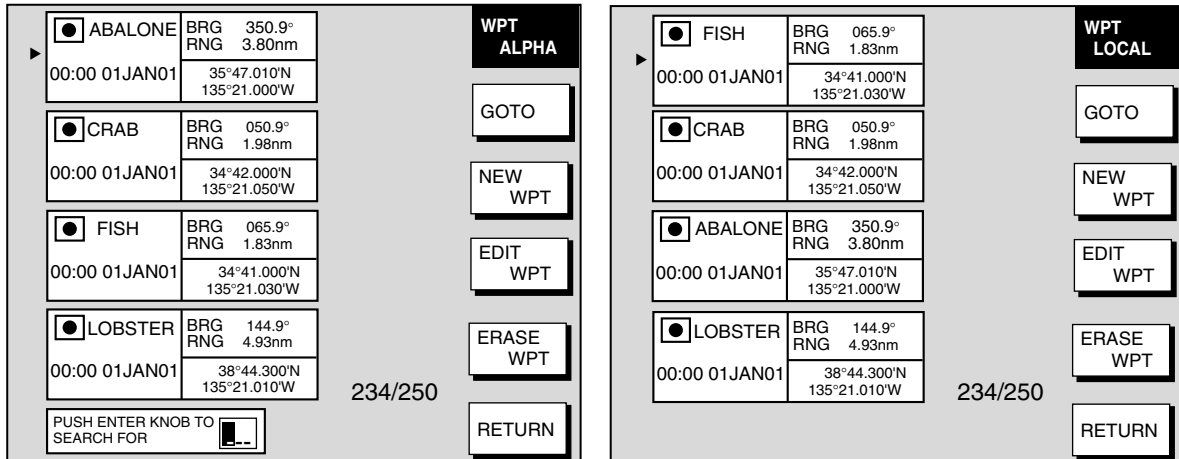 ABALONE BRG 350.9°
RNG 3.80nm
00:00 01JAN01 35°47.010'N
135°21.000'W
CRAB BRG 050.9°
RNG 1.98nm
00:00 01JAN01 34°42.000'N
135°21.050'W
FISH BRG 065.9°
RNG 1.83nm
00:00 01JAN01 34°41.000'N
135°21.030'W
LOBSTER BRG 144.9°
RNG 4.93nm
00:00 01JAN01 38°44.300'N
135°21.010'W
234/250
PUSH ENTER KNOB TO
SEARCH FOR _--
WPT
ALPHA
GOTO
NEW
WPT
EDIT
WPT
ERASE
WPT
RETURN
FISH BRG 065.9°
RNG 1.83nm
00:00 01JAN01 34°41.000'N
135°21.030'W
CRAB BRG 050.9°
RNG 1.98nm
00:00 01JAN01 34°42.000'N
135°21.050'W
ABALONE BRG 350.9°
RNG 3.80nm
00:00 01JAN01 35°47.010'N
135°21.000'W
LOBSTER BRG 144.9°
RNG 4.93nm
00:00 01JAN01 38°44.300'N
135°21.010'W
234/250
WPT
LOCAL
GOTO
NEW
WPT
EDIT
WPT
ERASE
WPT
RETURN